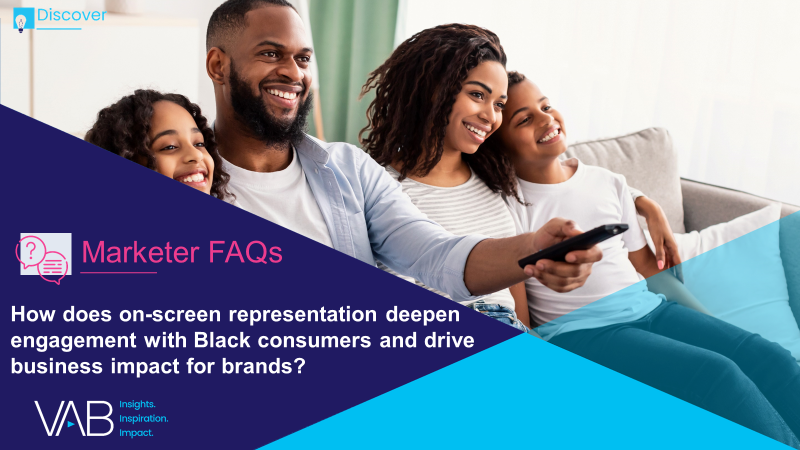 Discover
Marketer FAQs
How does on-screen representation deepen
engagement with Black consumers and drive
business impact for brands?
VAB
Insights.
Inspiration.
Impact.